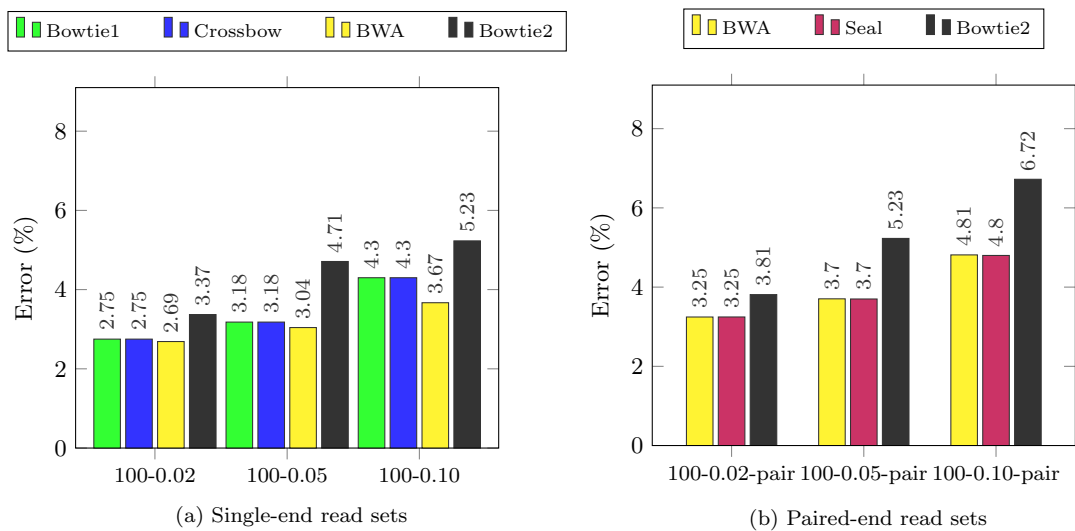 Bowtie1 Crossbow BWA Bowtie2
8
6
4
2
0
Error (%)
2.75 2.75 2.69 3.37 3.18 3.18 3.04 4.71 4.3 4.3 3.67 5.23
100-0.02 100-0.05 100-0.10
(a) Single-end read sets
BWA Seal Bowtie2
8
6
4
2
0
Error (%)
3.25 3.25 3.81 3.7 3.7 5.23 4.81 4.8 6.72
100-0.02-pair 100-0.05-pair 100-0.10-pair
(b) Paired-end read sets